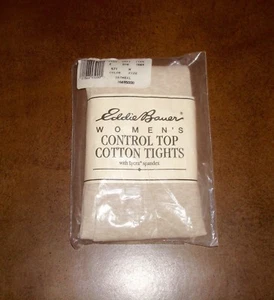 Eddie Bauer
WOMEN'S
CONTROL TOP
COTTON TIGHTS
with Lycra® spandex